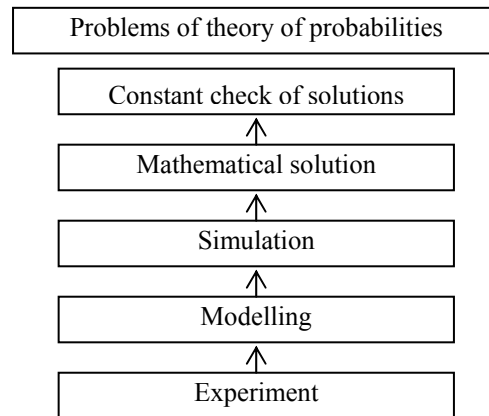 Problems of theory of probabilities
Constant check of solutions
Mathematical solution
Simulation
Modelling
Experiment